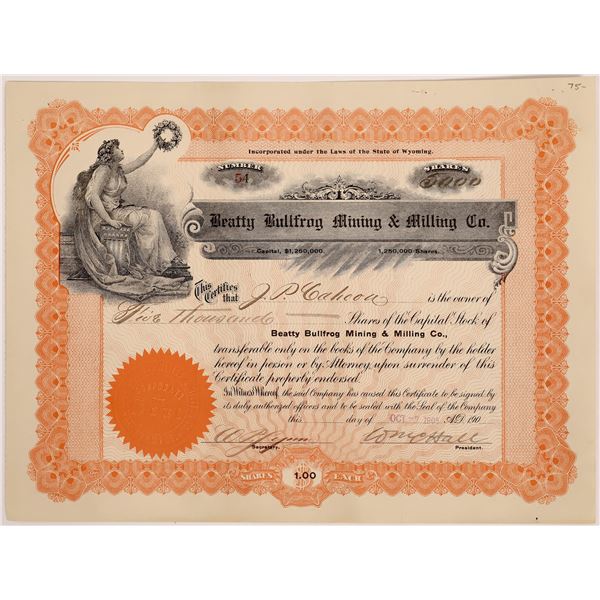 75-
Incorporated under the Laws of the State of Wyoming.
NUMBER
54
SHARES
5000
Beatty Bullfrog Mining & Milling Co.
Capital, $1,250,000. 1,250,000 Shares.
This Certifies that J. P. Cahcoa is the owner of
Five Thousand Shares of the Capital Stock of
Beatty Bullfrog Mining & Milling Co.,
transferable only on the books of the Company by the holder
hereof in person or by Attorney, upon surrender of this
Certificate properly endorsed.
In Witness Whereof, the said Company has caused this Certificate to be signed by
its duly authorized officers and to be sealed with the Seal of the Company
this day of OCT -7 1905 A.D. 190
Secretary. President.
SHARES 1.00 EACH